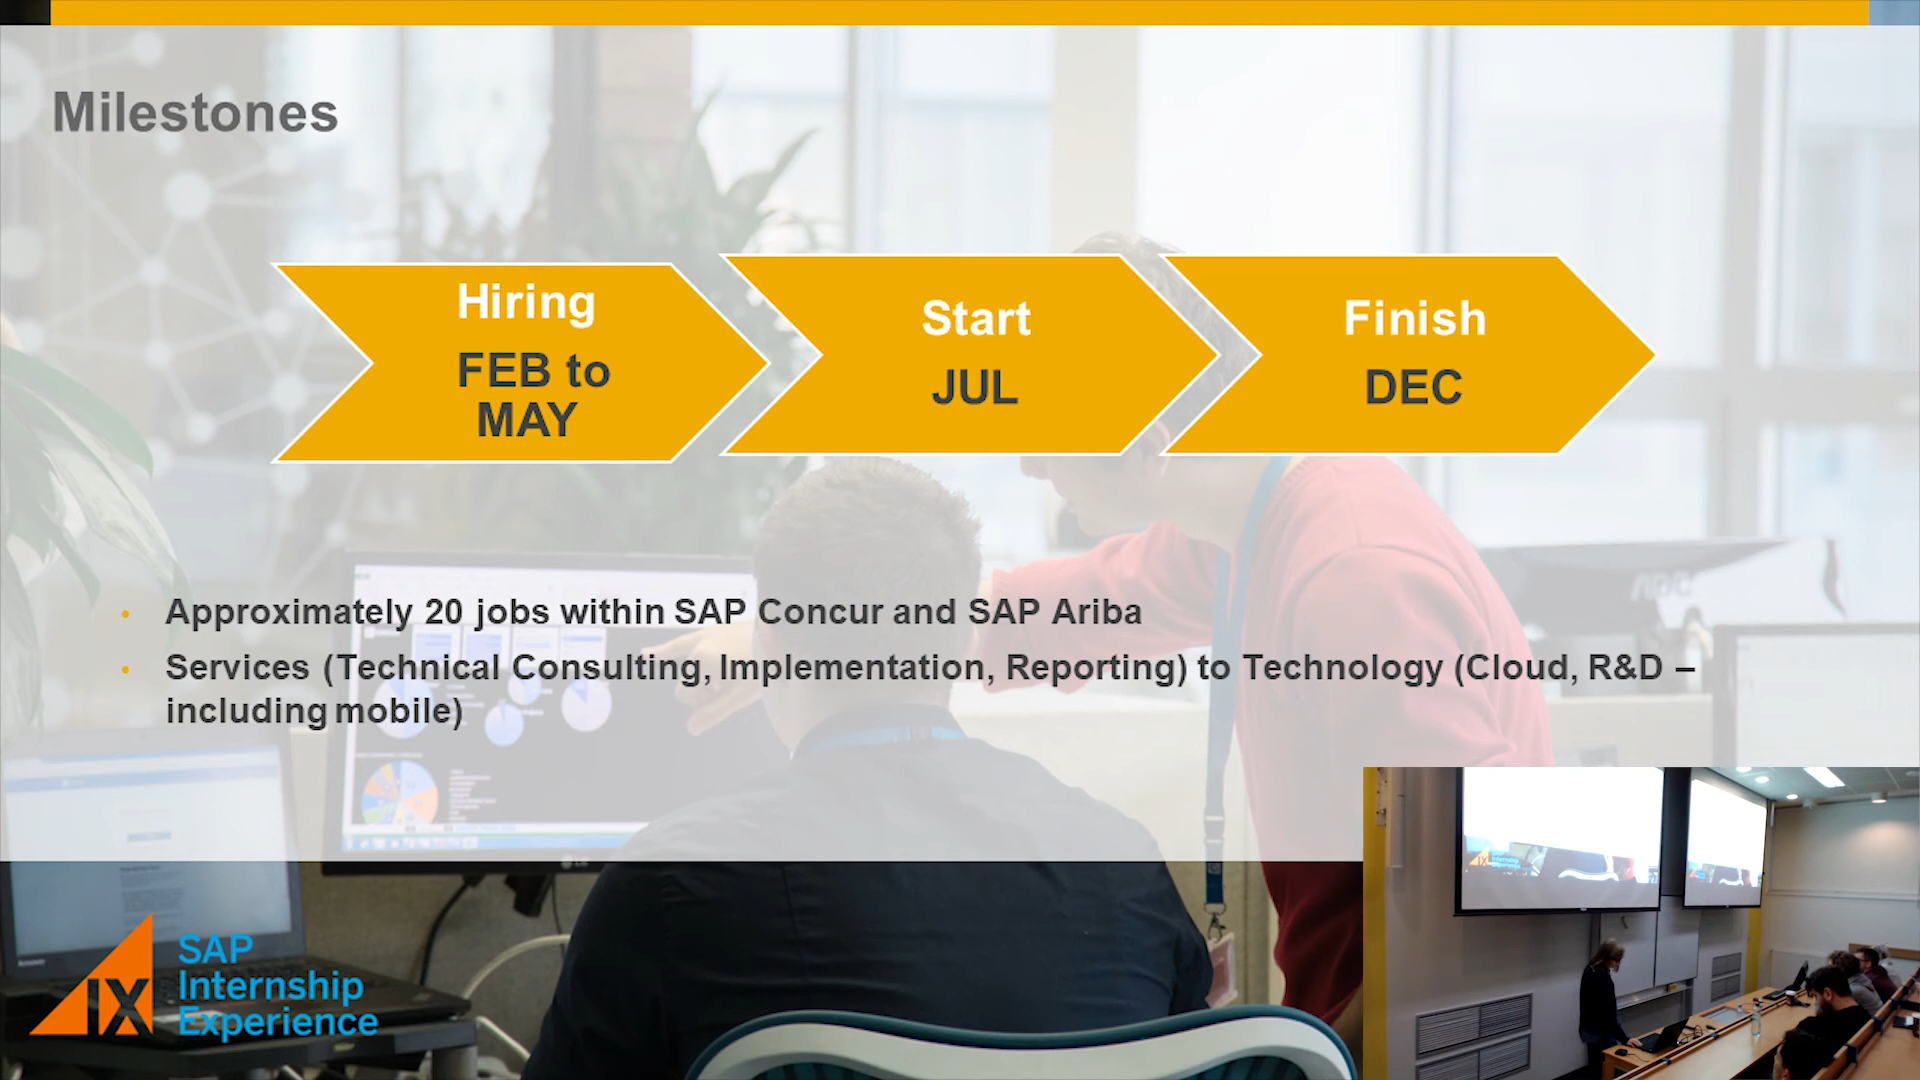 Milestones
Hiring
FEB to
MAY
Start
JUL
Finish
DEC
• Approximately 20 jobs within SAP Concur and SAP Ariba
• Services (Technical Consulting, Implementation, Reporting) to Technology (Cloud, R&D –
including mobile)
IX
SAP
Internship
Experience